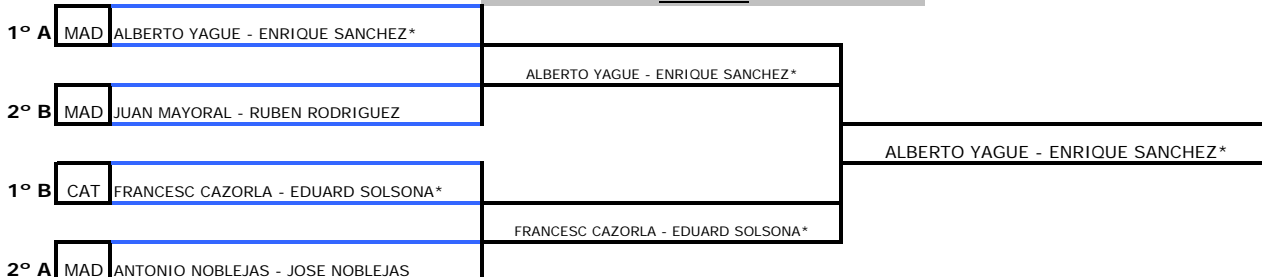 1º A MAD ALBERTO YAGUE - ENRIQUE SANCHEZ*
ALBERTO YAGUE - ENRIQUE SANCHEZ*
2º B MAD JUAN MAYORAL - RUBEN RODRIGUEZ
ALBERTO YAGUE - ENRIQUE SANCHEZ*
1º B CAT FRANCESC CAZORLA - EDUARD SOLSONA*
FRANCESC CAZORLA - EDUARD SOLSONA*
2º A MAD ANTONIO NOBLEJAS - JOSE NOBLEJAS